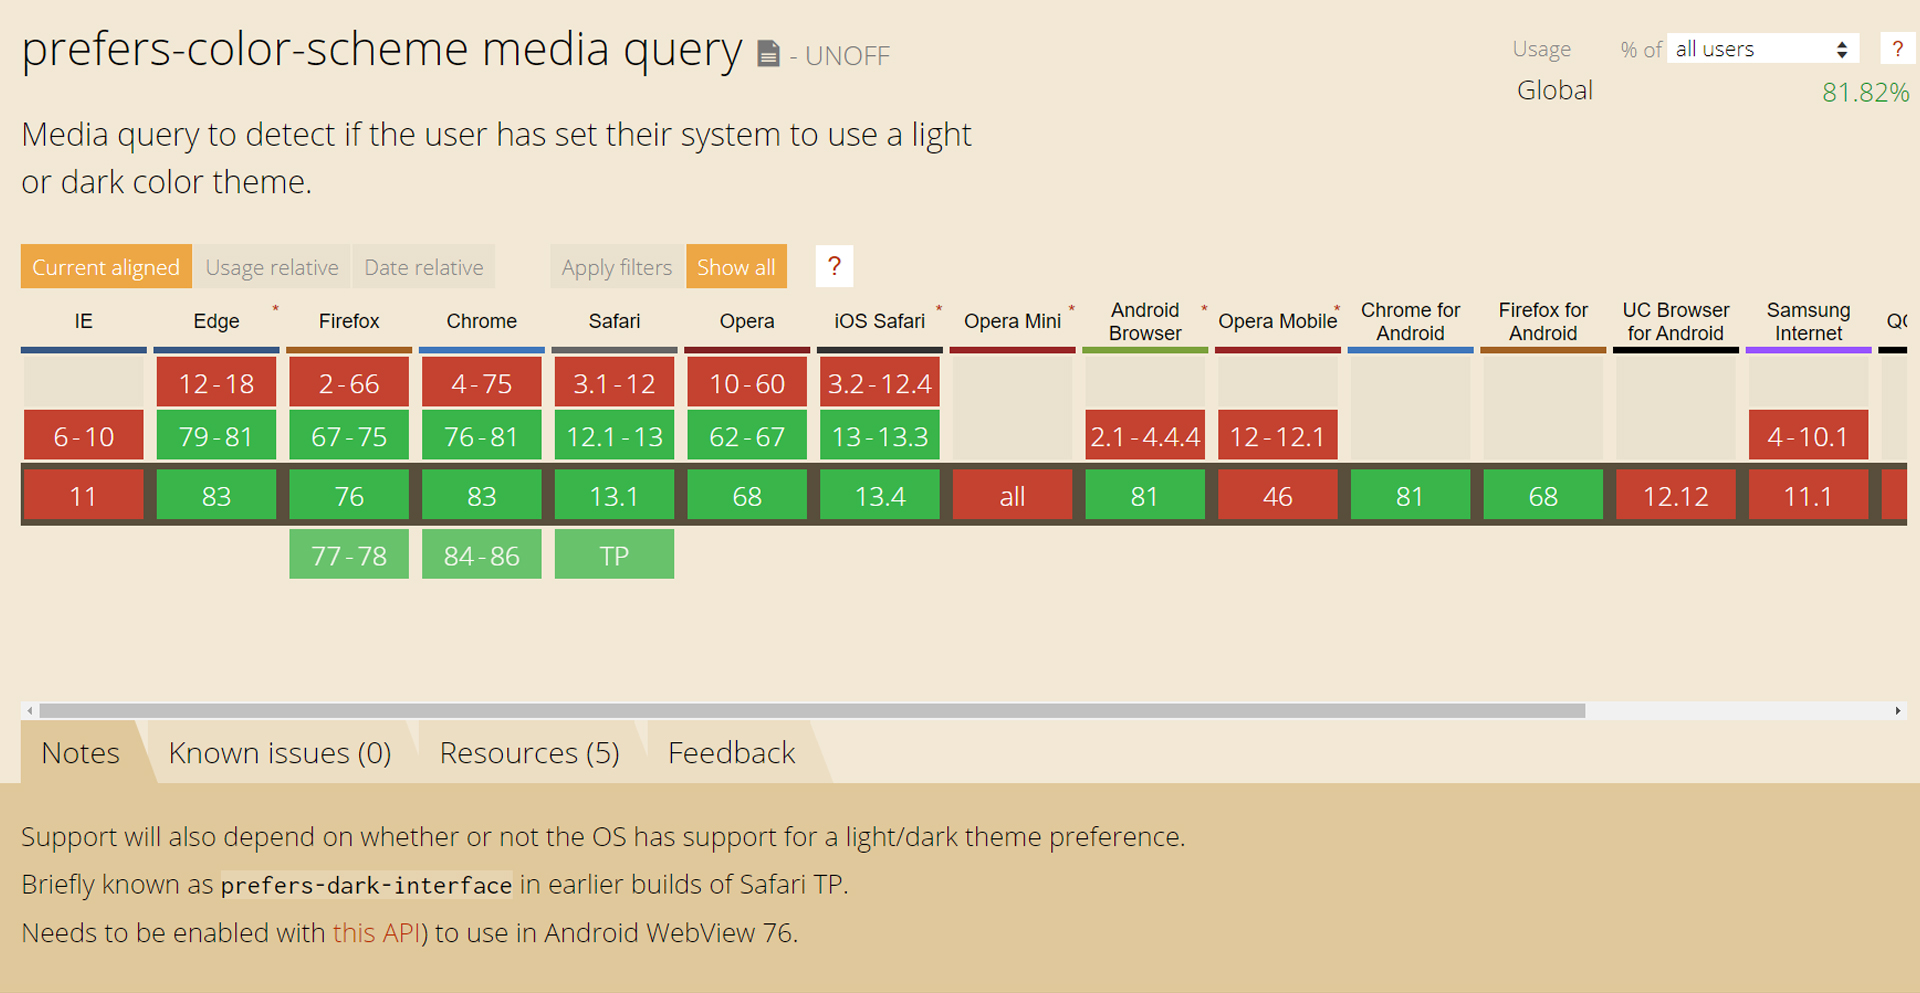 prefers-color-scheme media query - UNOFF
Usage % of all users ?
Global 81.82%
Media query to detect if the user has set their system to use a light
or dark color theme.
Current aligned Usage relative Date relative Apply filters Show all ?
IE Edge * Firefox Chrome Safari Opera iOS Safari * Opera Mini * Android Browser * Opera Mobile * Chrome for Android Firefox for Android UC Browser for Android Samsung Internet
12-18 2-66 4-75 3.1-12 10-60 3.2-12.4
6-10 79-81 67-75 76-81 12.1-13 62-67 13-13.3 2.1-4.4.4 12-12.1 4-10.1
11 83 76 83 13.1 68 13.4 all 81 46 81 68 12.12 11.1
77-78 84-86 TP
Notes Known issues (0) Resources (5) Feedback
Support will also depend on whether or not the OS has support for a light/dark theme preference.
Briefly known as prefers-dark-interface in earlier builds of Safari TP.
Needs to be enabled with this API) to use in Android WebView 76.